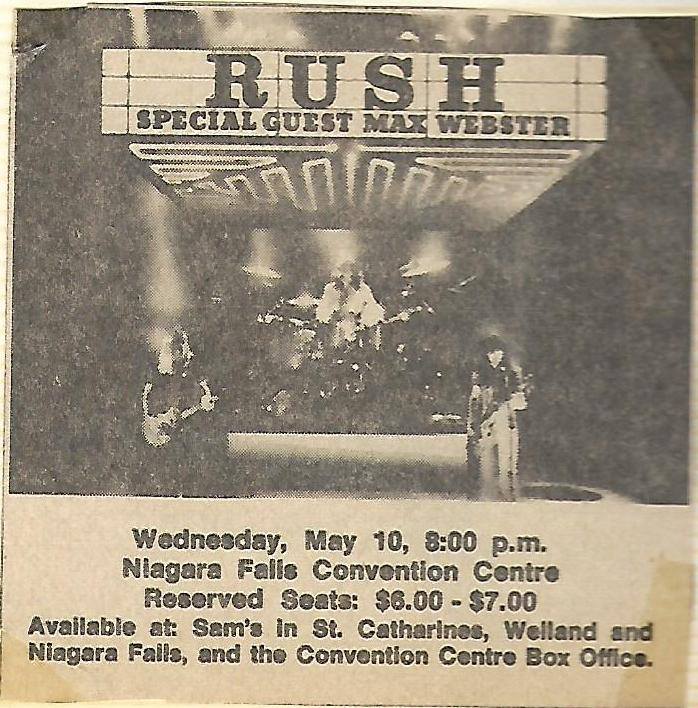 RUSH
SPECIAL GUEST MAX WEBSTER
Wednesday, May 10, 8:00 p.m.
Niagara Falls Convention Centre
Reserved Seats: $6.00 - $7.00
Available at: Sam's in St. Catharines, Welland and
Niagara Falls, and the Convention Centre Box Office.